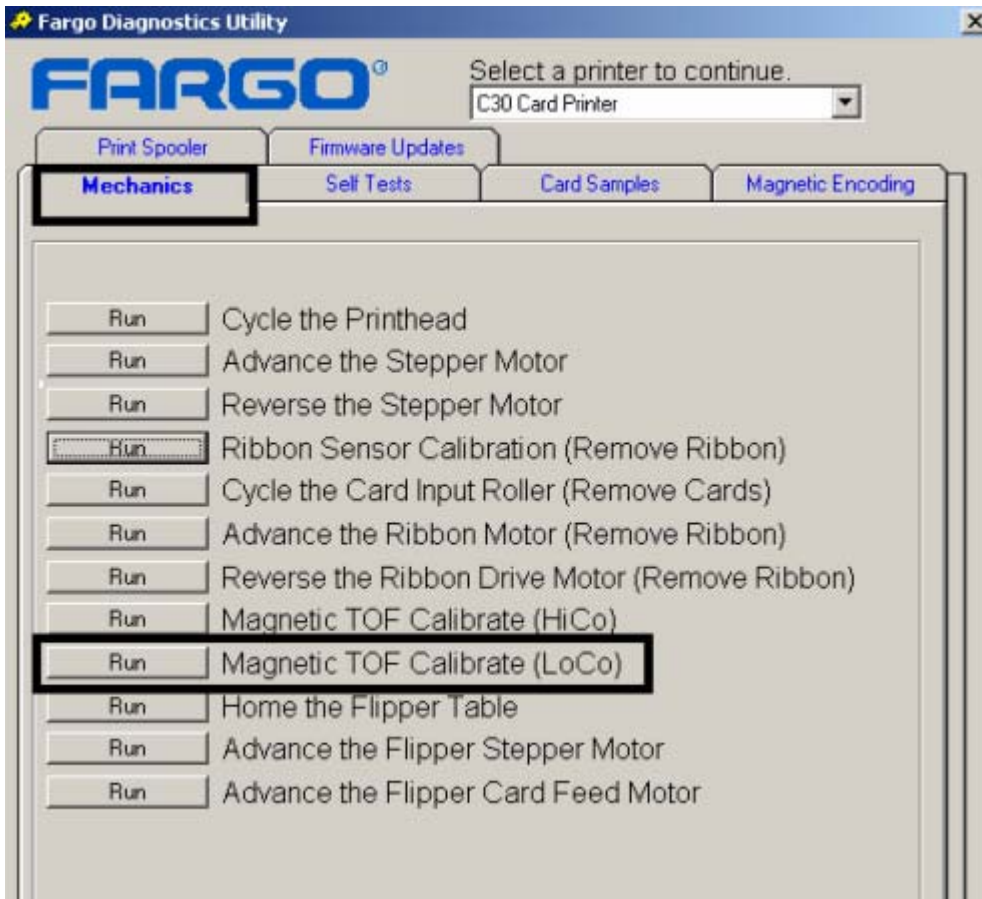 Fargo Diagnostics Utility
FARGO®
Select a printer to continue.
C30 Card Printer
Print Spooler
Firmware Updates
Mechanics
Self Tests
Card Samples
Magnetic Encoding
Run Cycle the Printhead
Run Advance the Stepper Motor
Run Reverse the Stepper Motor
Run Ribbon Sensor Calibration (Remove Ribbon)
Run Cycle the Card Input Roller (Remove Cards)
Run Advance the Ribbon Motor (Remove Ribbon)
Run Reverse the Ribbon Drive Motor (Remove Ribbon)
Run Magnetic TOF Calibrate (HiCo)
Run Magnetic TOF Calibrate (LoCo)
Run Home the Flipper Table
Run Advance the Flipper Stepper Motor
Run Advance the Flipper Card Feed Motor